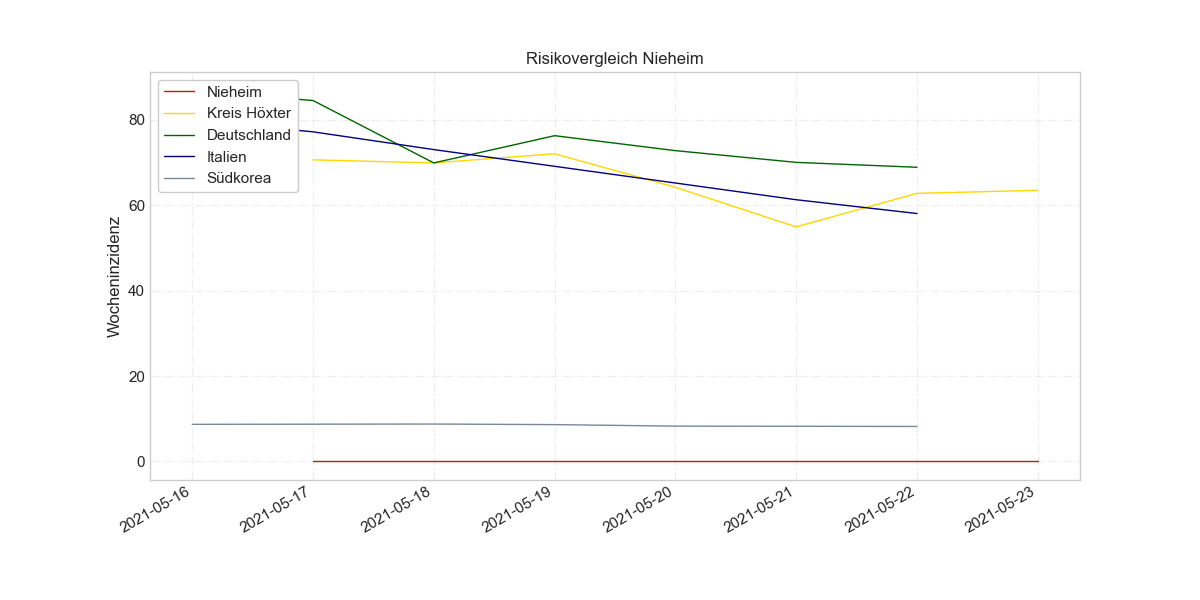 Risikovergleich Nieheim
Nieheim
Kreis Höxter
Deutschland
Italien
Südkorea
Wocheninzidenz
80
60
40
20
0
2021-05-16
2021-05-17
2021-05-18
2021-05-19
2021-05-20
2021-05-21
2021-05-22
2021-05-23